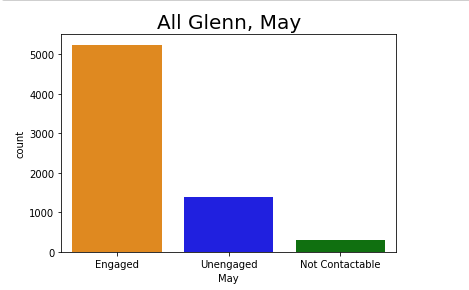 All Glenn, May
5000
4000
3000
2000
1000
0
count
Engaged
Unengaged
Not Contactable
May